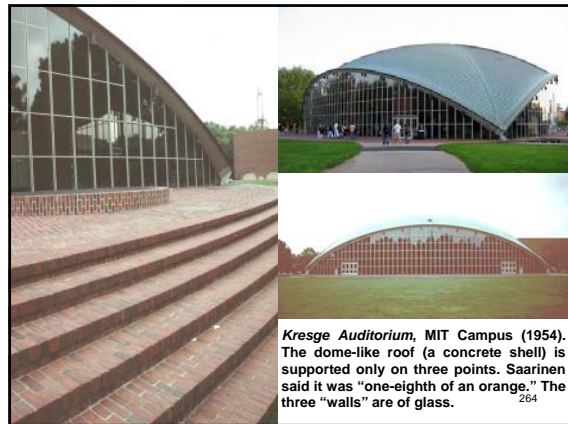 Kresge Auditorium, MIT Campus (1954).
The dome-like roof (a concrete shell) is
supported only on three points. Saarinen
said it was “one-eighth of an orange.” The
three “walls” are of glass.
264